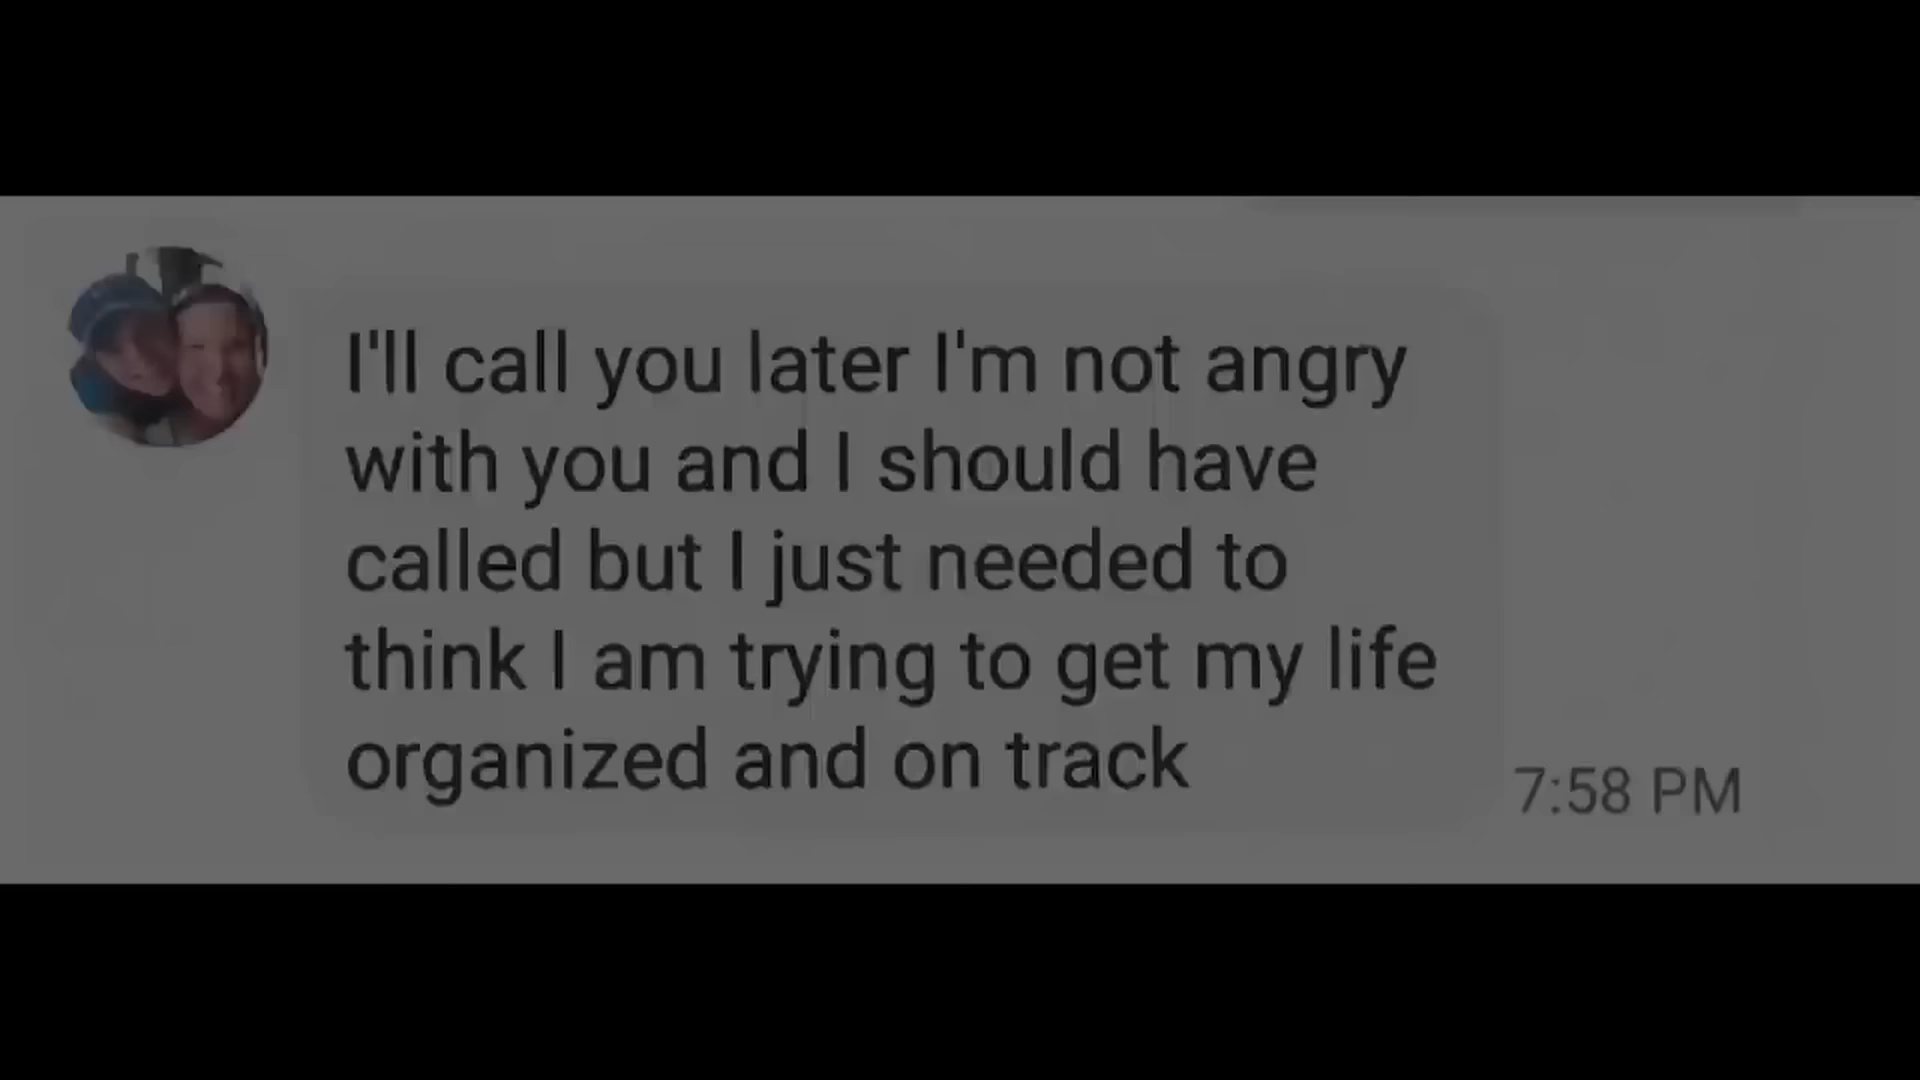 I'll call you later I'm not angry
with you and I should have
called but I just needed to
think I am trying to get my life
organized and on track
7:58 PM